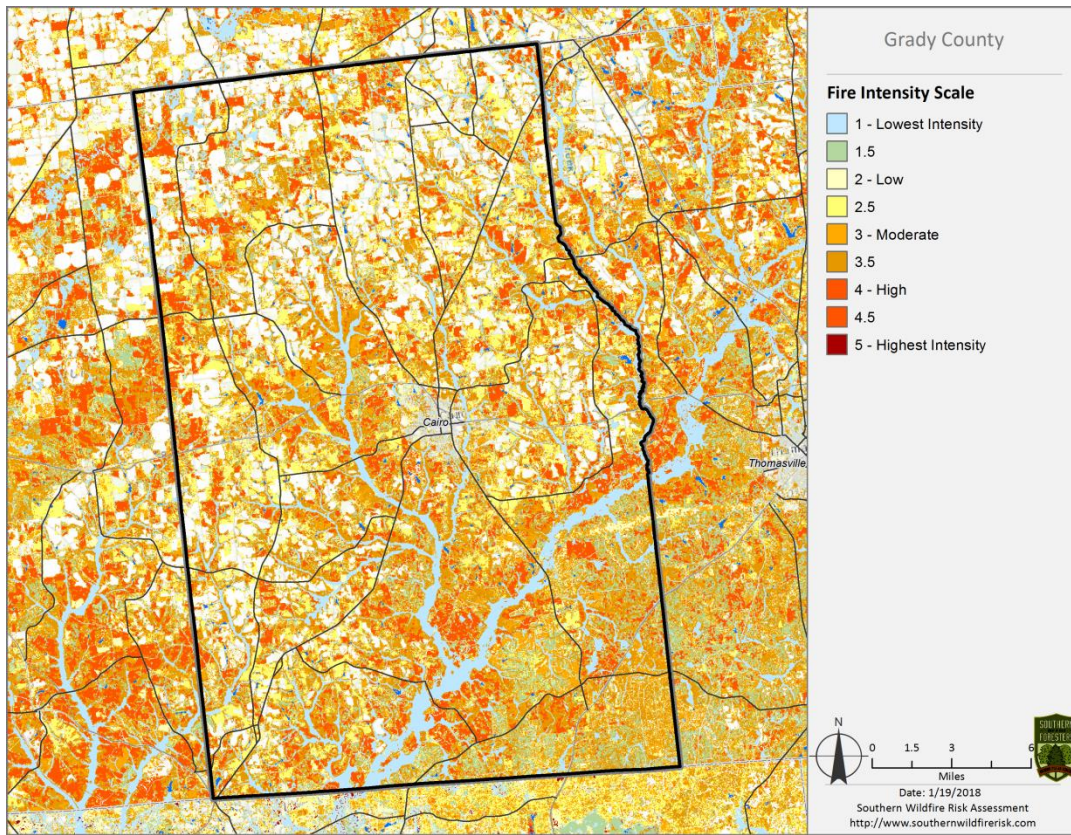 Grady County
Fire Intensity Scale
1 - Lowest Intensity
1.5
2 - Low
2.5
3 - Moderate
3.5
4 - High
4.5
5 - Highest Intensity
Cairo
Thomasville
N
0 1.5 3 6
Miles
Date: 1/19/2018
Southern Wildfire Risk Assessment
http://www.southernwildfirerisk.com
SOUTHERN
FORESTERS